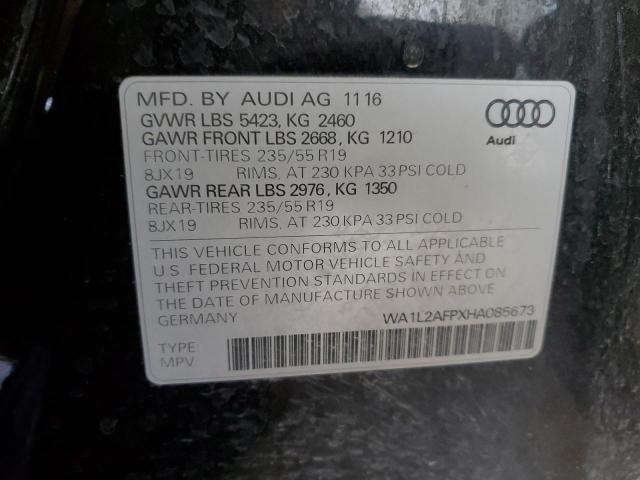 MFD. BY AUDI AG 11 16
GVWR LBS 5423, KG 2460
GAWR FRONT LBS 2668, KG 1210
FRONT-TIRES 235/55 R19
8JX19 RIMS, AT 230 KPA 33 PSI COLD
GAWR REAR LBS 2976, KG 1350
REAR-TIRES 235/55 R19
8JX19 RIMS, AT 230 KPA 33 PSI COLD
Audi
THIS VEHICLE CONFORMS TO ALL APPLICABLE
U.S. FEDERAL MOTOR VEHICLE SAFETY AND
THEFT PREVENTION STANDARDS IN EFFECT ON
THE DATE OF MANUFACTURE SHOWN ABOVE
GERMANY WA1L2AFPXHA085673
TYPE
MPV